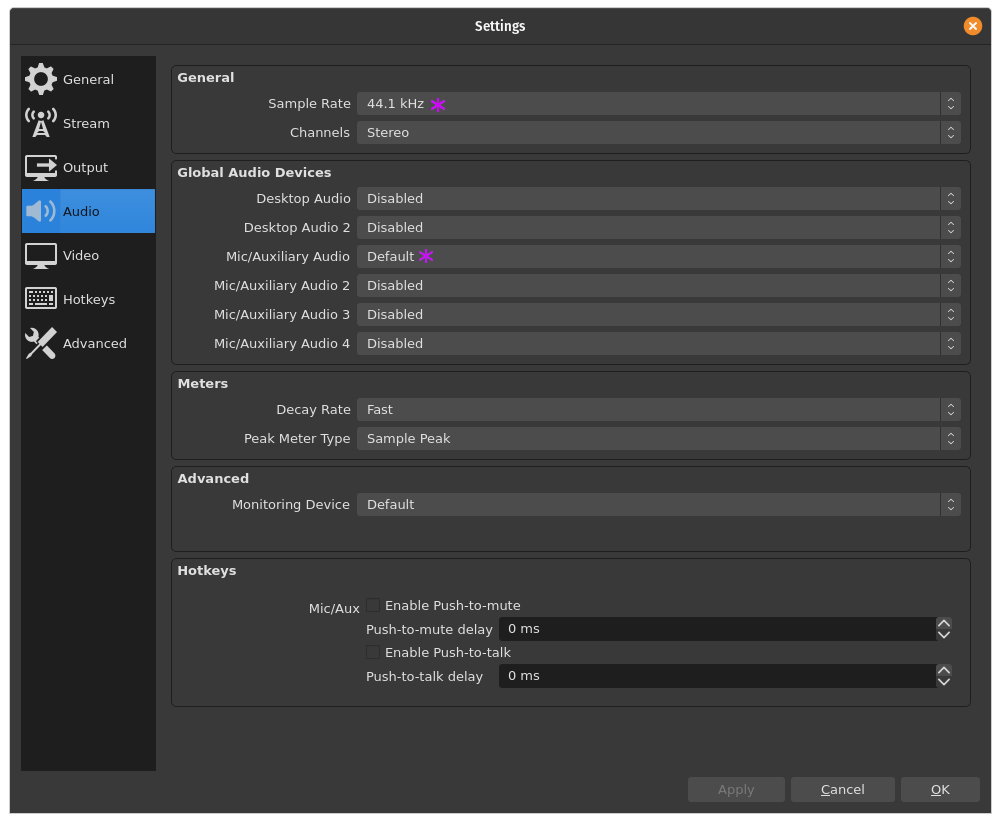 Settings
General
Stream
Output
Audio
Video
Hotkeys
Advanced
General
Sample Rate 44.1 kHz
Channels Stereo
Global Audio Devices
Desktop Audio Disabled
Desktop Audio 2 Disabled
Mic/Auxiliary Audio Default
Mic/Auxiliary Audio 2 Disabled
Mic/Auxiliary Audio 3 Disabled
Mic/Auxiliary Audio 4 Disabled
Meters
Decay Rate Fast
Peak Meter Type Sample Peak
Advanced
Monitoring Device Default
Hotkeys
Mic/Aux Enable Push-to-mute
Push-to-mute delay 0 ms
Enable Push-to-talk
Push-to-talk delay 0 ms
Apply Cancel OK